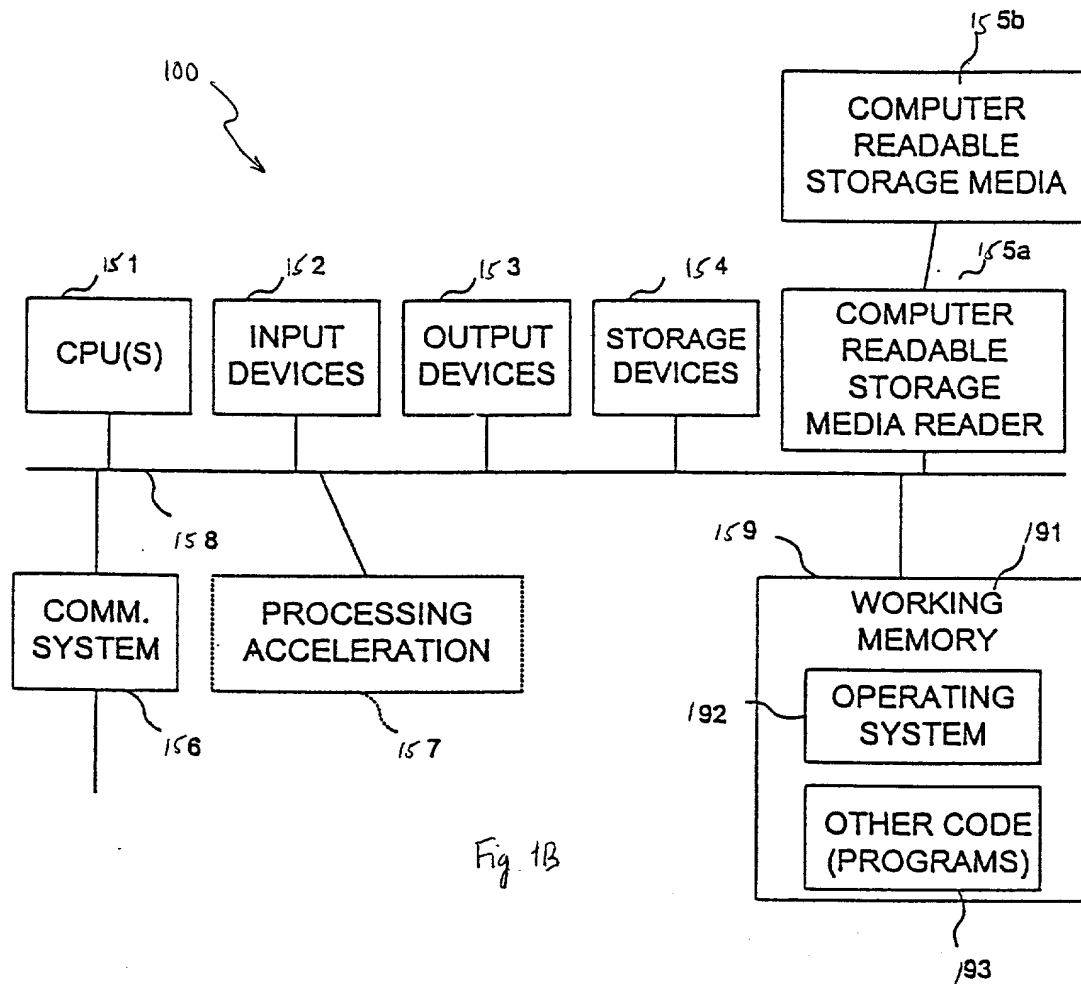 155b
100
COMPUTER
READABLE
STORAGE MEDIA
151
152
153
154
155a
CPU(S)
INPUT
DEVICES
OUTPUT
DEVICES
STORAGE
DEVICES
COMPUTER
READABLE
STORAGE
MEDIA READER
158
159
191
COMM.
SYSTEM
PROCESSING
ACCELERATION
WORKING
MEMORY
192
OPERATING
SYSTEM
156
157
OTHER CODE
(PROGRAMS)
193
Fig. 1B